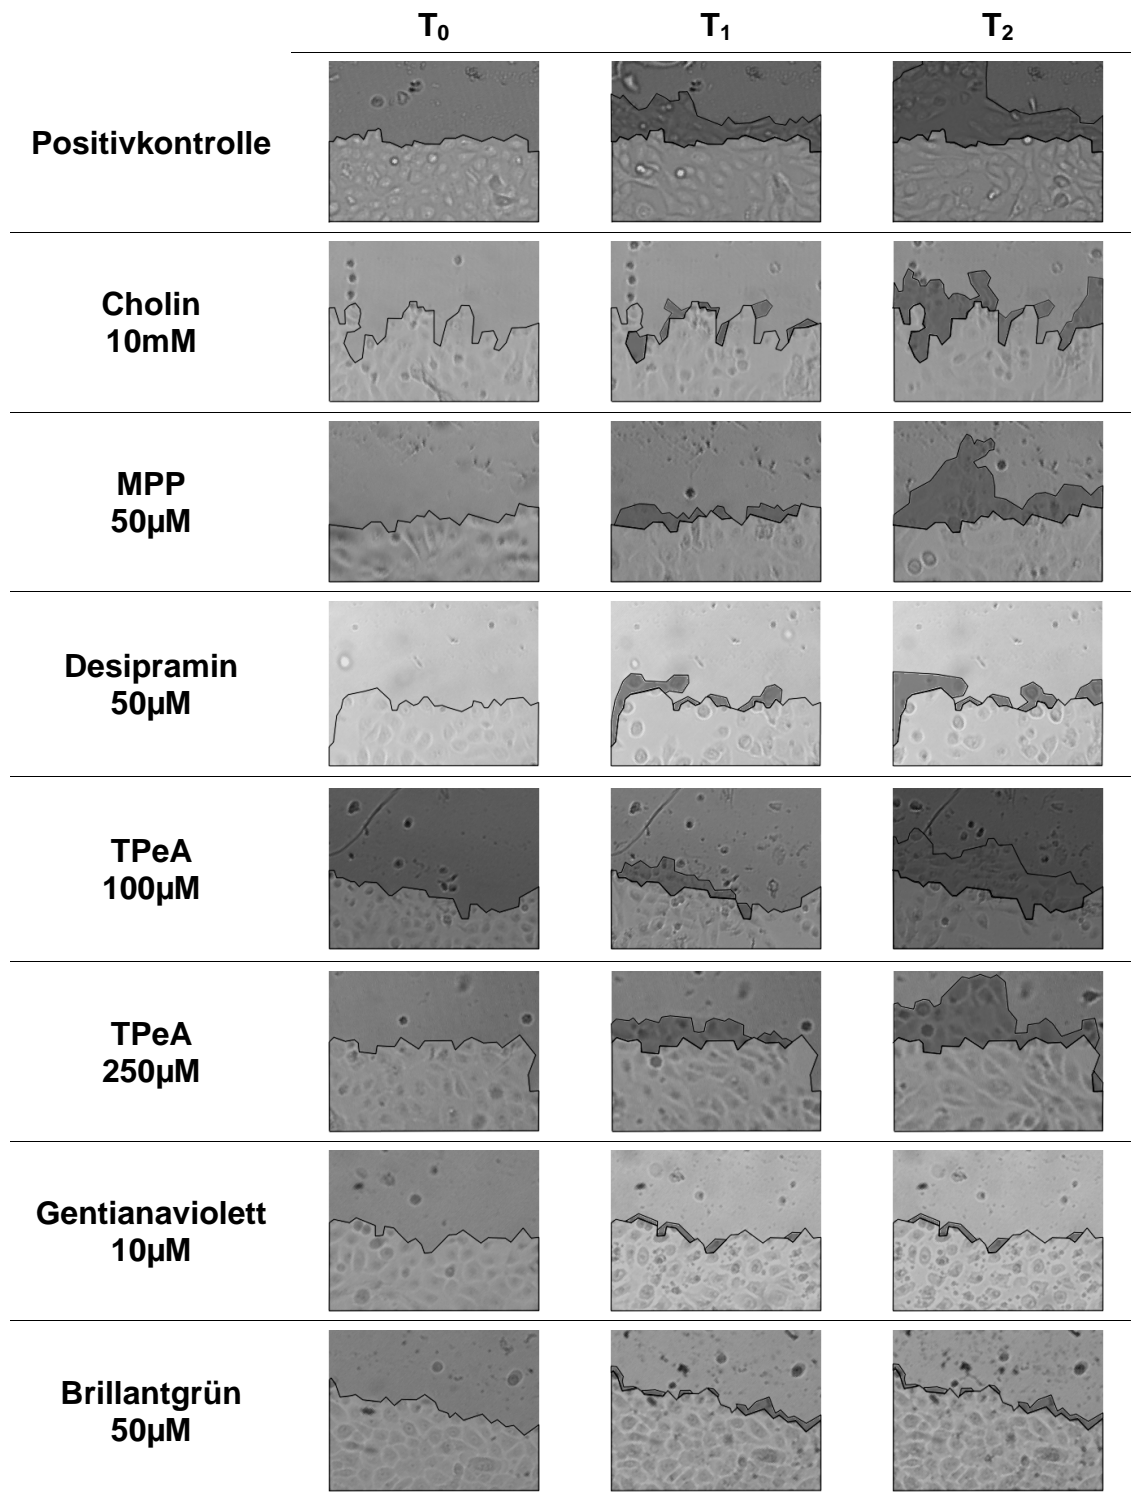 T₀ T₁ T₂
Positivkontrolle
Cholin
10mM
MPP
50µM
Desipramin
50µM
TPeA
100µM
TPeA
250µM
Gentianaviolett
10µM
Brillantgrün
50µM